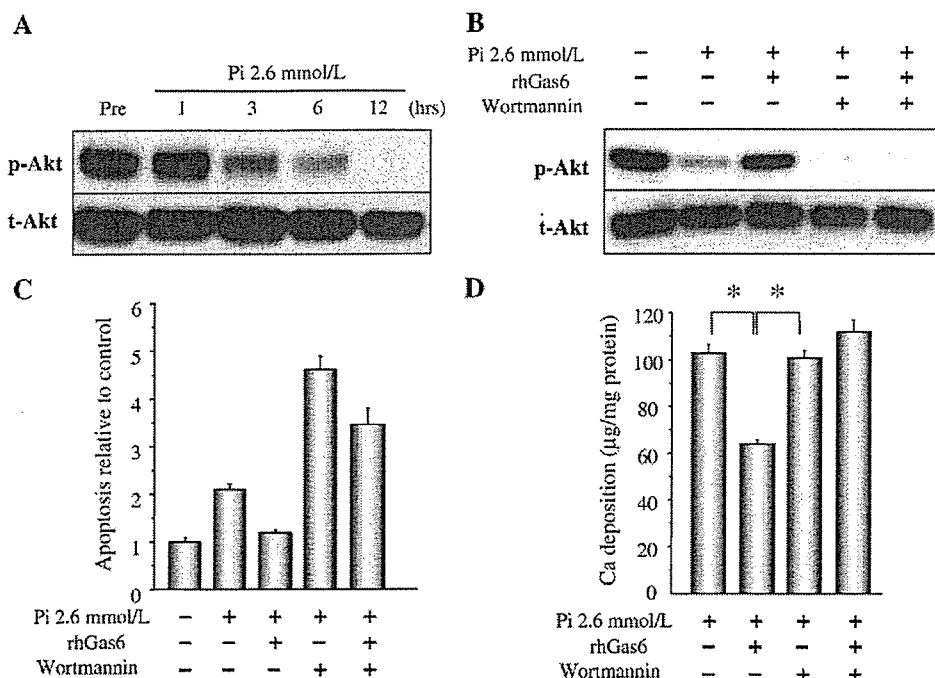 A
Pi 2.6 mmol/L
Pre 1 3 6 12 (hrs)
p-Akt
t-Akt
B
Pi 2.6 mmol/L − + + + +
rhGas6 − − + − +
Wortmannin − − − + +
p-Akt
t-Akt
C
Apoptosis relative to control
6
5
4
3
2
1
0
Pi 2.6 mmol/L − + + + +
rhGas6 − − + − +
Wortmannin − − − + +
D
* *
Ca deposition (µg/mg protein)
120
100
80
60
40
20
0
Pi 2.6 mmol/L + + + +
rhGas6 − + − +
Wortmannin − − + +